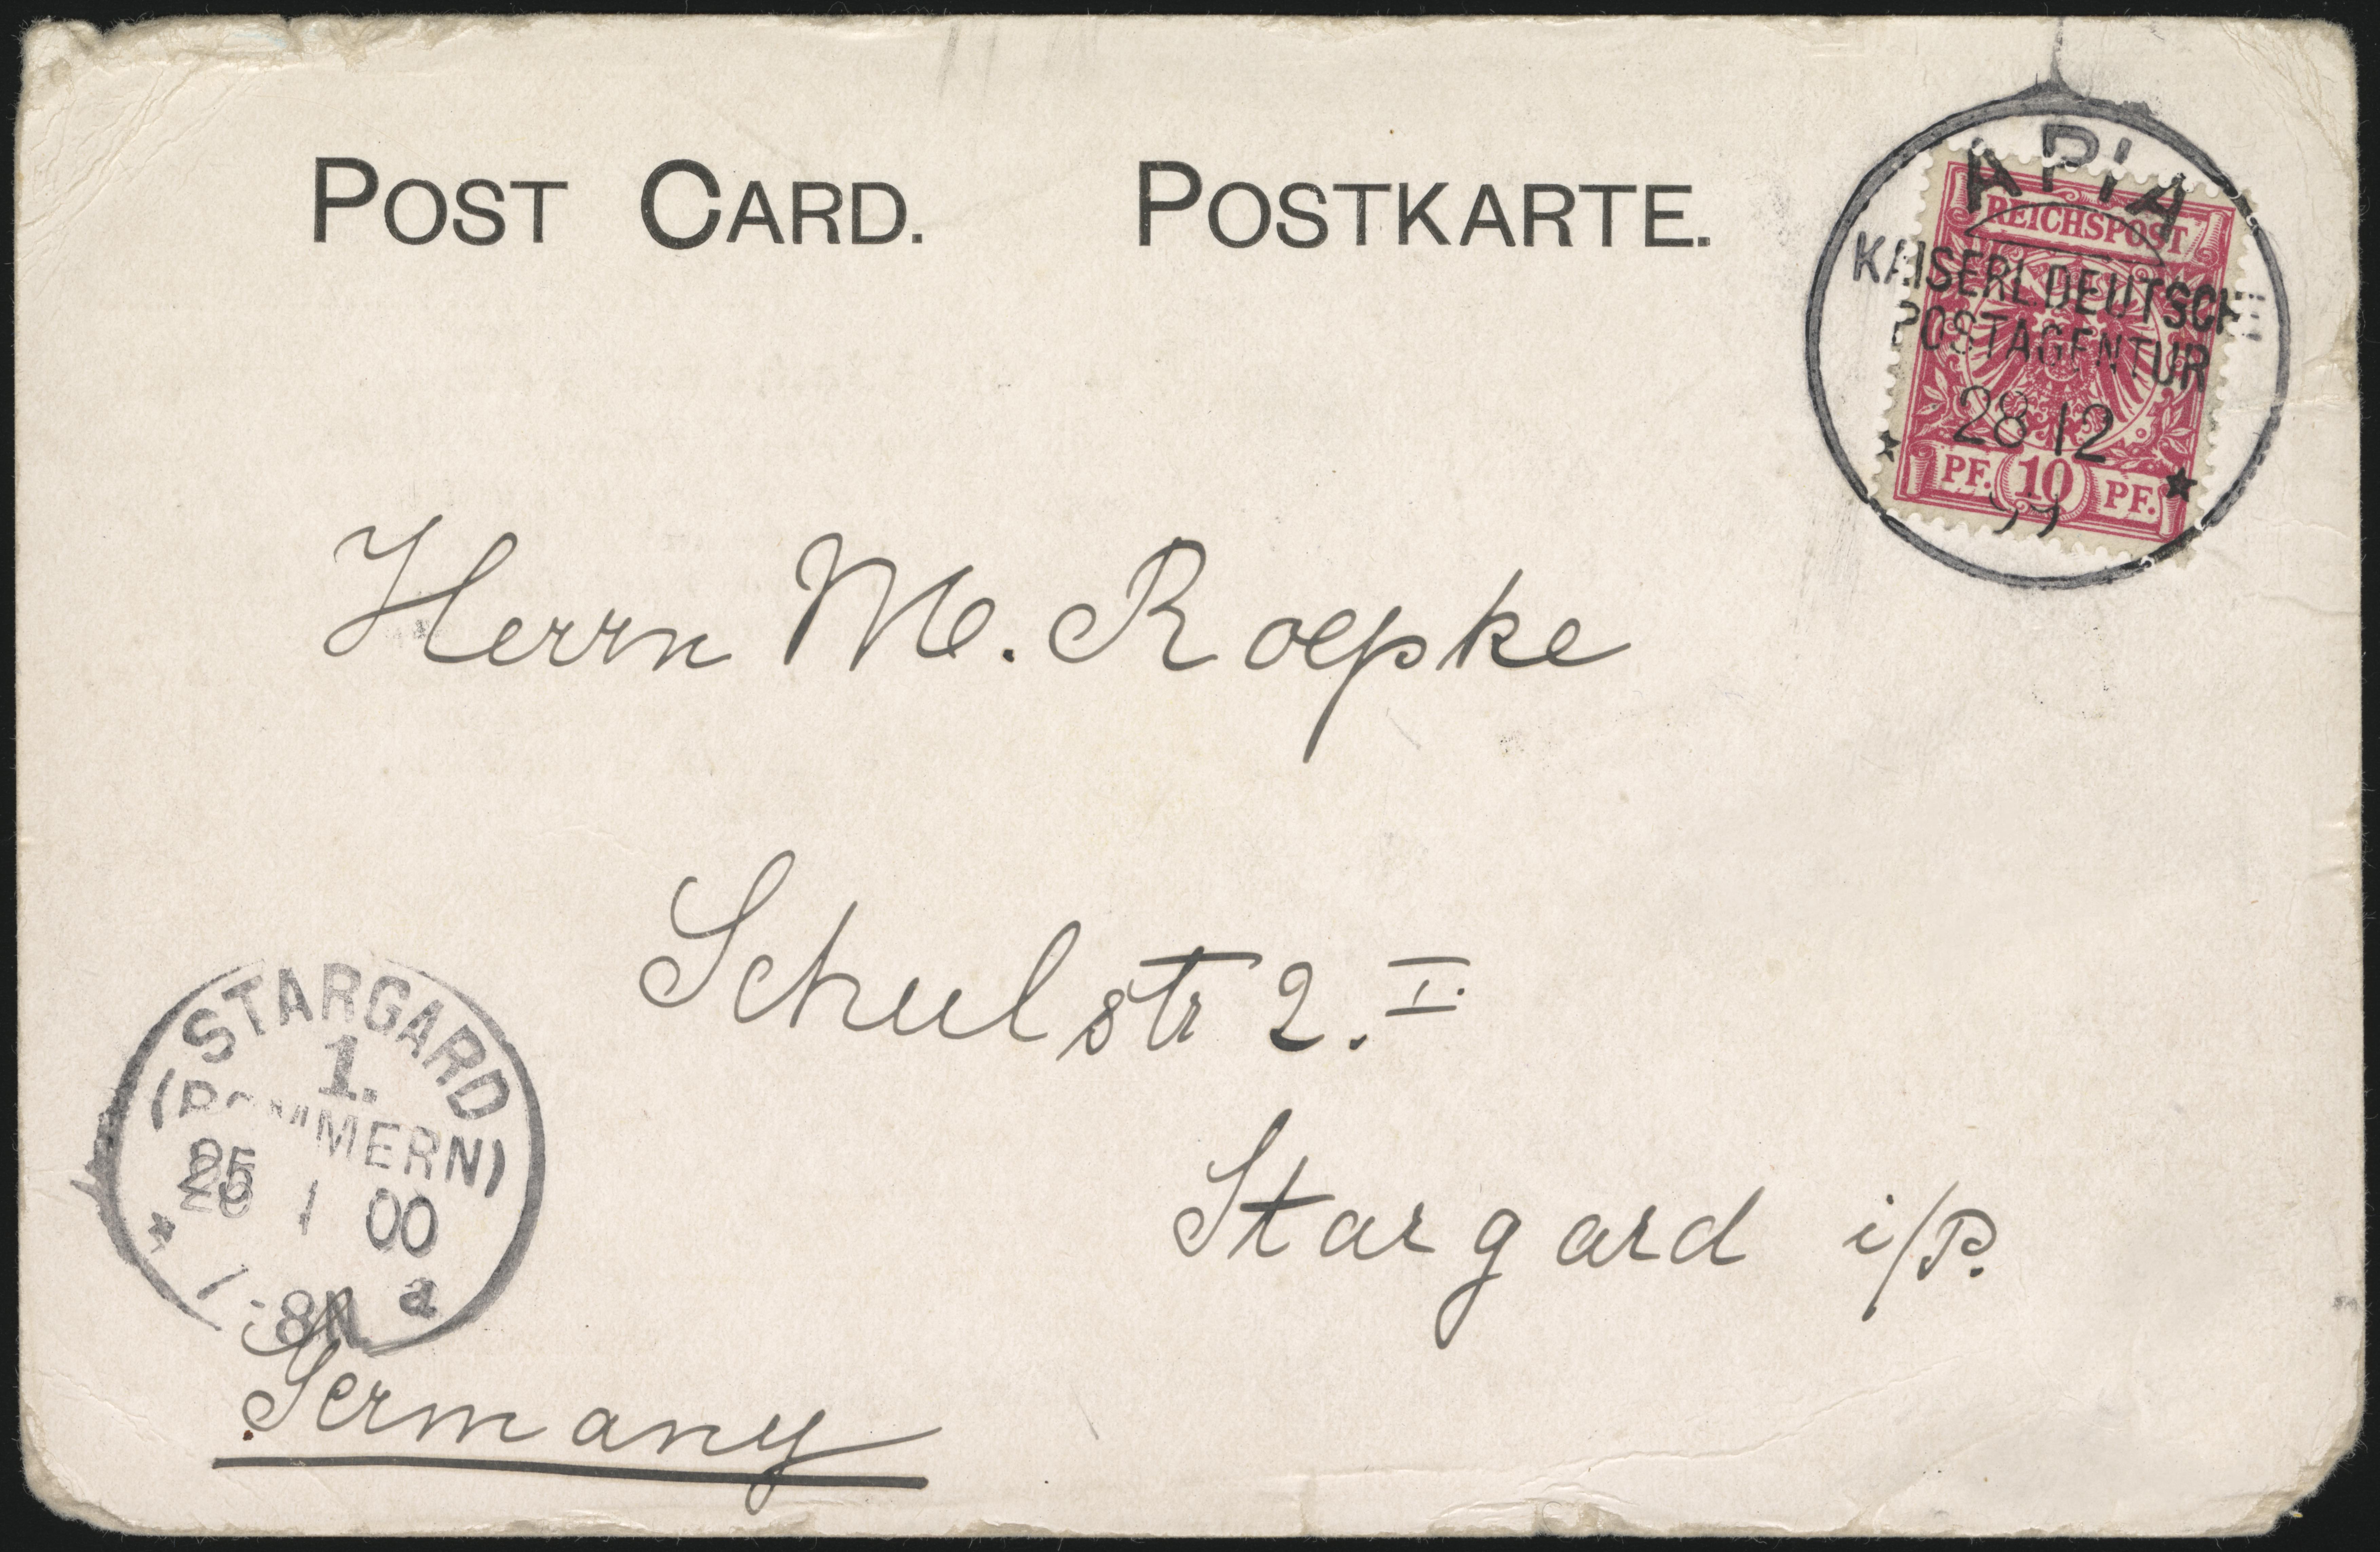 POST CARD. POSTKARTE.
APIA
REICHSPOST
KAISERL. DEUTSCHE
POSTAGENTUR
28 12
99
PF. 10 PF.
Herrn M. Roepke
Schulstr 2. I.
Stargard i/P.
STARGARD
1.
(POMMERN)
25 1 00
a
Germany